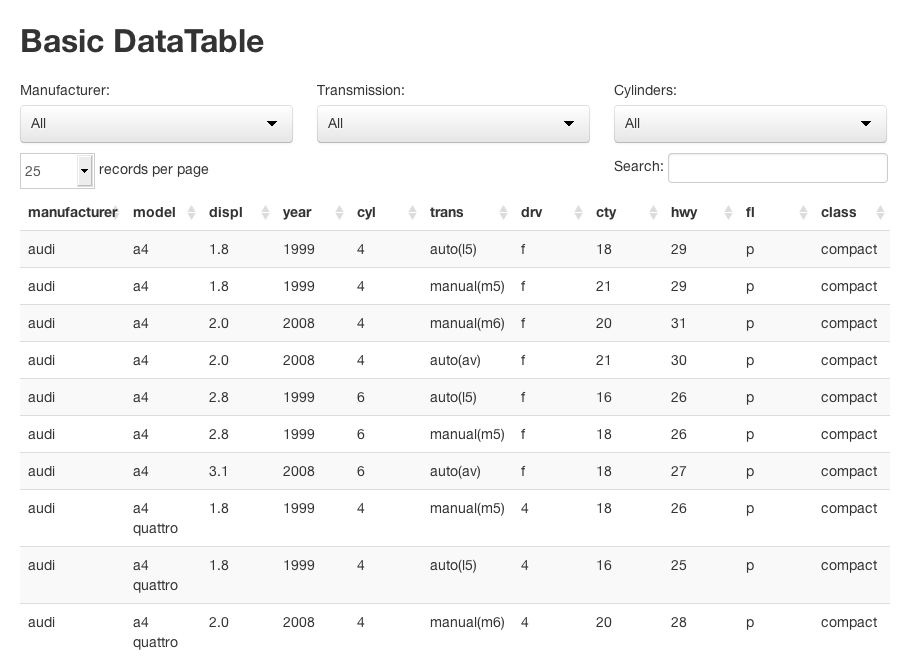 Basic DataTable
Manufacturer: Transmission: Cylinders:
All All All
25 records per page Search:
manufacturer model displ year cyl trans drv cty hwy fl class
audi a4 1.8 1999 4 auto(l5) f 18 29 p compact
audi a4 1.8 1999 4 manual(m5) f 21 29 p compact
audi a4 2.0 2008 4 manual(m6) f 20 31 p compact
audi a4 2.0 2008 4 auto(av) f 21 30 p compact
audi a4 2.8 1999 6 auto(l5) f 16 26 p compact
audi a4 2.8 1999 6 manual(m5) f 18 26 p compact
audi a4 3.1 2008 6 auto(av) f 18 27 p compact
audi a4 1.8 1999 4 manual(m5) 4 18 26 p compact
quattro
audi a4 1.8 1999 4 auto(l5) 4 16 25 p compact
quattro
audi a4 2.0 2008 4 manual(m6) 4 20 28 p compact
quattro